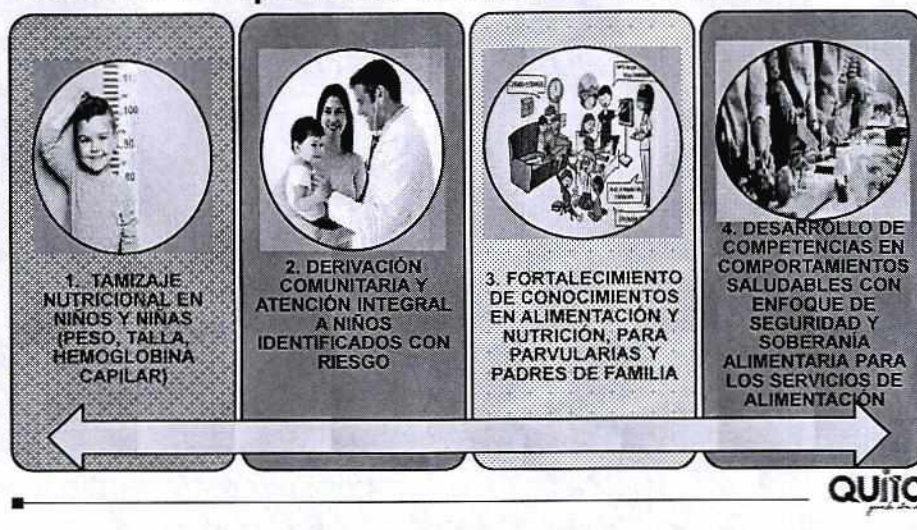 1. TAMIZAJE
NUTRICIONAL EN
NIÑOS Y NIÑAS
(PESO, TALLA,
HEMOGLOBINA
CAPILAR)
2. DERIVACIÓN
COMUNITARIA Y
ATENCIÓN INTEGRAL
A NIÑOS
IDENTIFICADOS CON
RIESGO
3. FORTALECIMIENTO
DE CONOCIMIENTOS
EN ALIMENTACIÓN Y
NUTRICIÓN, PARA
PARVULARIAS Y
PADRES DE FAMILIA
4. DESARROLLO DE
COMPETENCIAS EN
COMPORTAMIENTOS
SALUDABLES CON
ENFOQUE DE
SEGURIDAD Y
SOBERANÍA
ALIMENTARIA PARA
LOS SERVICIOS DE
ALIMENTACIÓN
QUITO